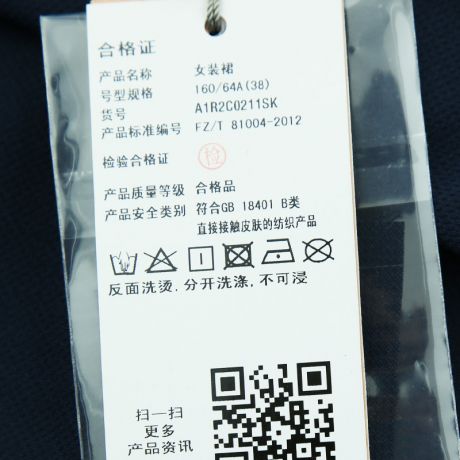 合格证
产品名称 女装裙
号型规格 160/64A(38)
货号 A1R2C0211SK
产品标准编号 FZ/T 81004-2012
检验合格证 检
产品质量等级 合格品
产品安全类别 符合GB 18401 B类
直接接触皮肤的纺织产品
反面洗烫.分开洗涤,不可浸
扫一扫
更多
产品资讯